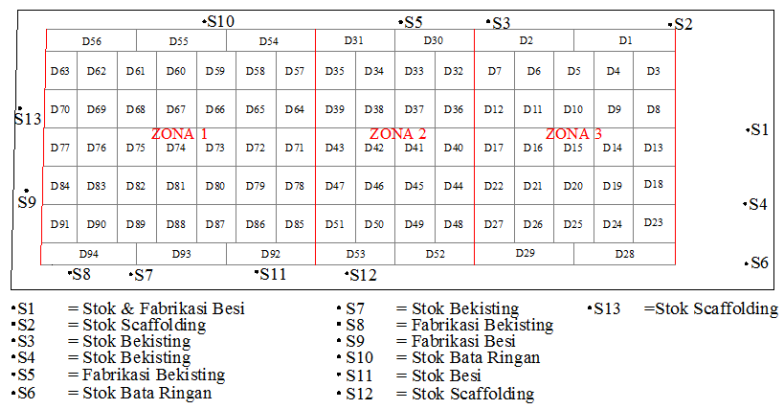 S10 S5 S3 S2
D56 D55 D54 D31 D30 D2 D1
D63 D62 D61 D60 D59 D58 D57 D35 D34 D33 D32 D7 D6 D5 D4 D3
D70 D69 D68 D67 D66 D65 D64 D39 D38 D37 D36 D12 D11 D10 D9 D8
S13 ZONA 1 ZONA 2 ZONA 3 S1
D77 D76 D75 D74 D73 D72 D71 D43 D42 D41 D40 D17 D16 D15 D14 D13
D84 D83 D82 D81 D80 D79 D78 D47 D46 D45 D44 D22 D21 D20 D19 D18
S9 S4
D91 D90 D89 D88 D87 D86 D85 D51 D50 D49 D48 D27 D26 D25 D24 D23
D94 D93 D92 D53 D52 D29 D28
S8 S7 S11 S12 S6
•S1 = Stok & Fabrikasi Besi
•S2 = Stok Scaffolding
•S3 = Stok Bekisting
•S4 = Stok Bekisting
•S5 = Fabrikasi Bekisting
•S6 = Stok Bata Ringan
•S7 = Stok Bekisting
•S8 = Fabrikasi Bekisting
•S9 = Fabrikasi Besi
•S10 = Stok Bata Ringan
•S11 = Stok Besi
•S12 = Stok Scaffolding
•S13 =Stok Scaffolding